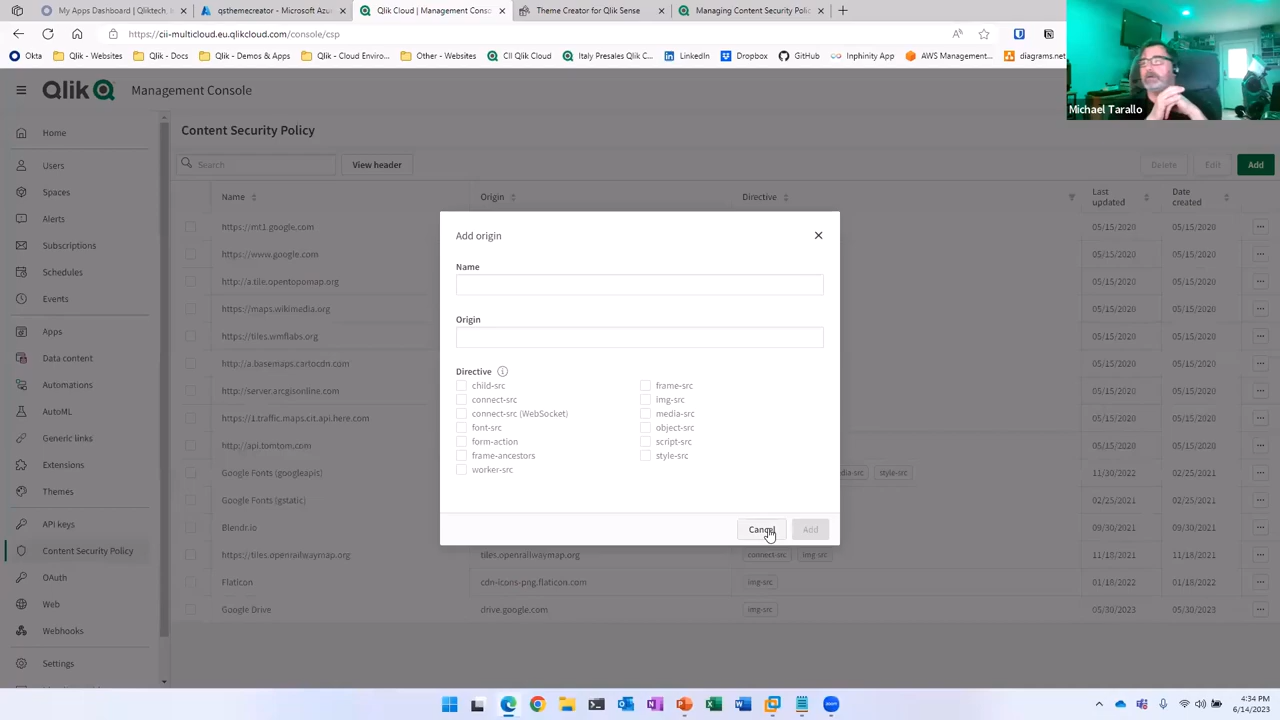 My Apps Dashboard | Qliktech, I
qsthemecreator - Microsoft Azur
Qlik Cloud | Management Conso
Theme Creator for Qlik Sense
Managing Content Security Polic
https://cii-multicloud.eu.qlikcloud.com/console/csp
Okta
Qlik - Websites
Qlik - Docs
Qlik - Demos & Apps
Qlik - Cloud Enviro...
Other - Websites
CII Qlik Cloud
Italy Presales Qlik C...
LinkedIn
Dropbox
GitHub
Inphinity App
AWS Management...
diagrams.net
Michael Tarallo
Qlik
Management Console
Home
Users
Spaces
Alerts
Subscriptions
Schedules
Events
Apps
Data content
Automations
AutoML
Generic links
Extensions
Themes
API keys
Content Security Policy
OAuth
Web
Webhooks
Settings
Content Security Policy
Search
View header
Delete
Edit
Add
Name
Origin
Directive
Last updated
Date created
https://mt1.google.com
05/15/2020
05/15/2020
https://www.google.com
05/15/2020
05/15/2020
http://a.tile.opentopomap.org
05/15/2020
05/15/2020
https://maps.wikimedia.org
05/15/2020
05/15/2020
https://tiles.wmflabs.org
05/15/2020
05/15/2020
http://a.basemaps.cartocdn.com
05/15/2020
05/15/2020
http://server.arcgisonline.com
05/15/2020
05/15/2020
https://1.traffic.maps.cit.api.here.com
05/15/2020
05/15/2020
http://api.tomtom.com
05/15/2020
05/15/2020
Google Fonts (googleapis)
dia-src
style-src
11/30/2022
02/25/2021
Google Fonts (gstatic)
02/25/2021
02/25/2021
Blendr.io
09/30/2021
09/30/2021
https://tiles.openrailwaymap.org
tiles.openrailwaymap.org
connect-src
img-src
11/18/2021
11/18/2021
Flaticon
cdn-icons-png.flaticon.com
img-src
01/18/2022
01/18/2022
Google Drive
drive.google.com
img-src
05/30/2023
05/30/2023
Add origin
Name
Origin
Directive
child-src
frame-src
connect-src
img-src
connect-src (WebSocket)
media-src
font-src
object-src
form-action
script-src
frame-ancestors
style-src
worker-src
Cancel
Add
4:34 PM
6/14/2023